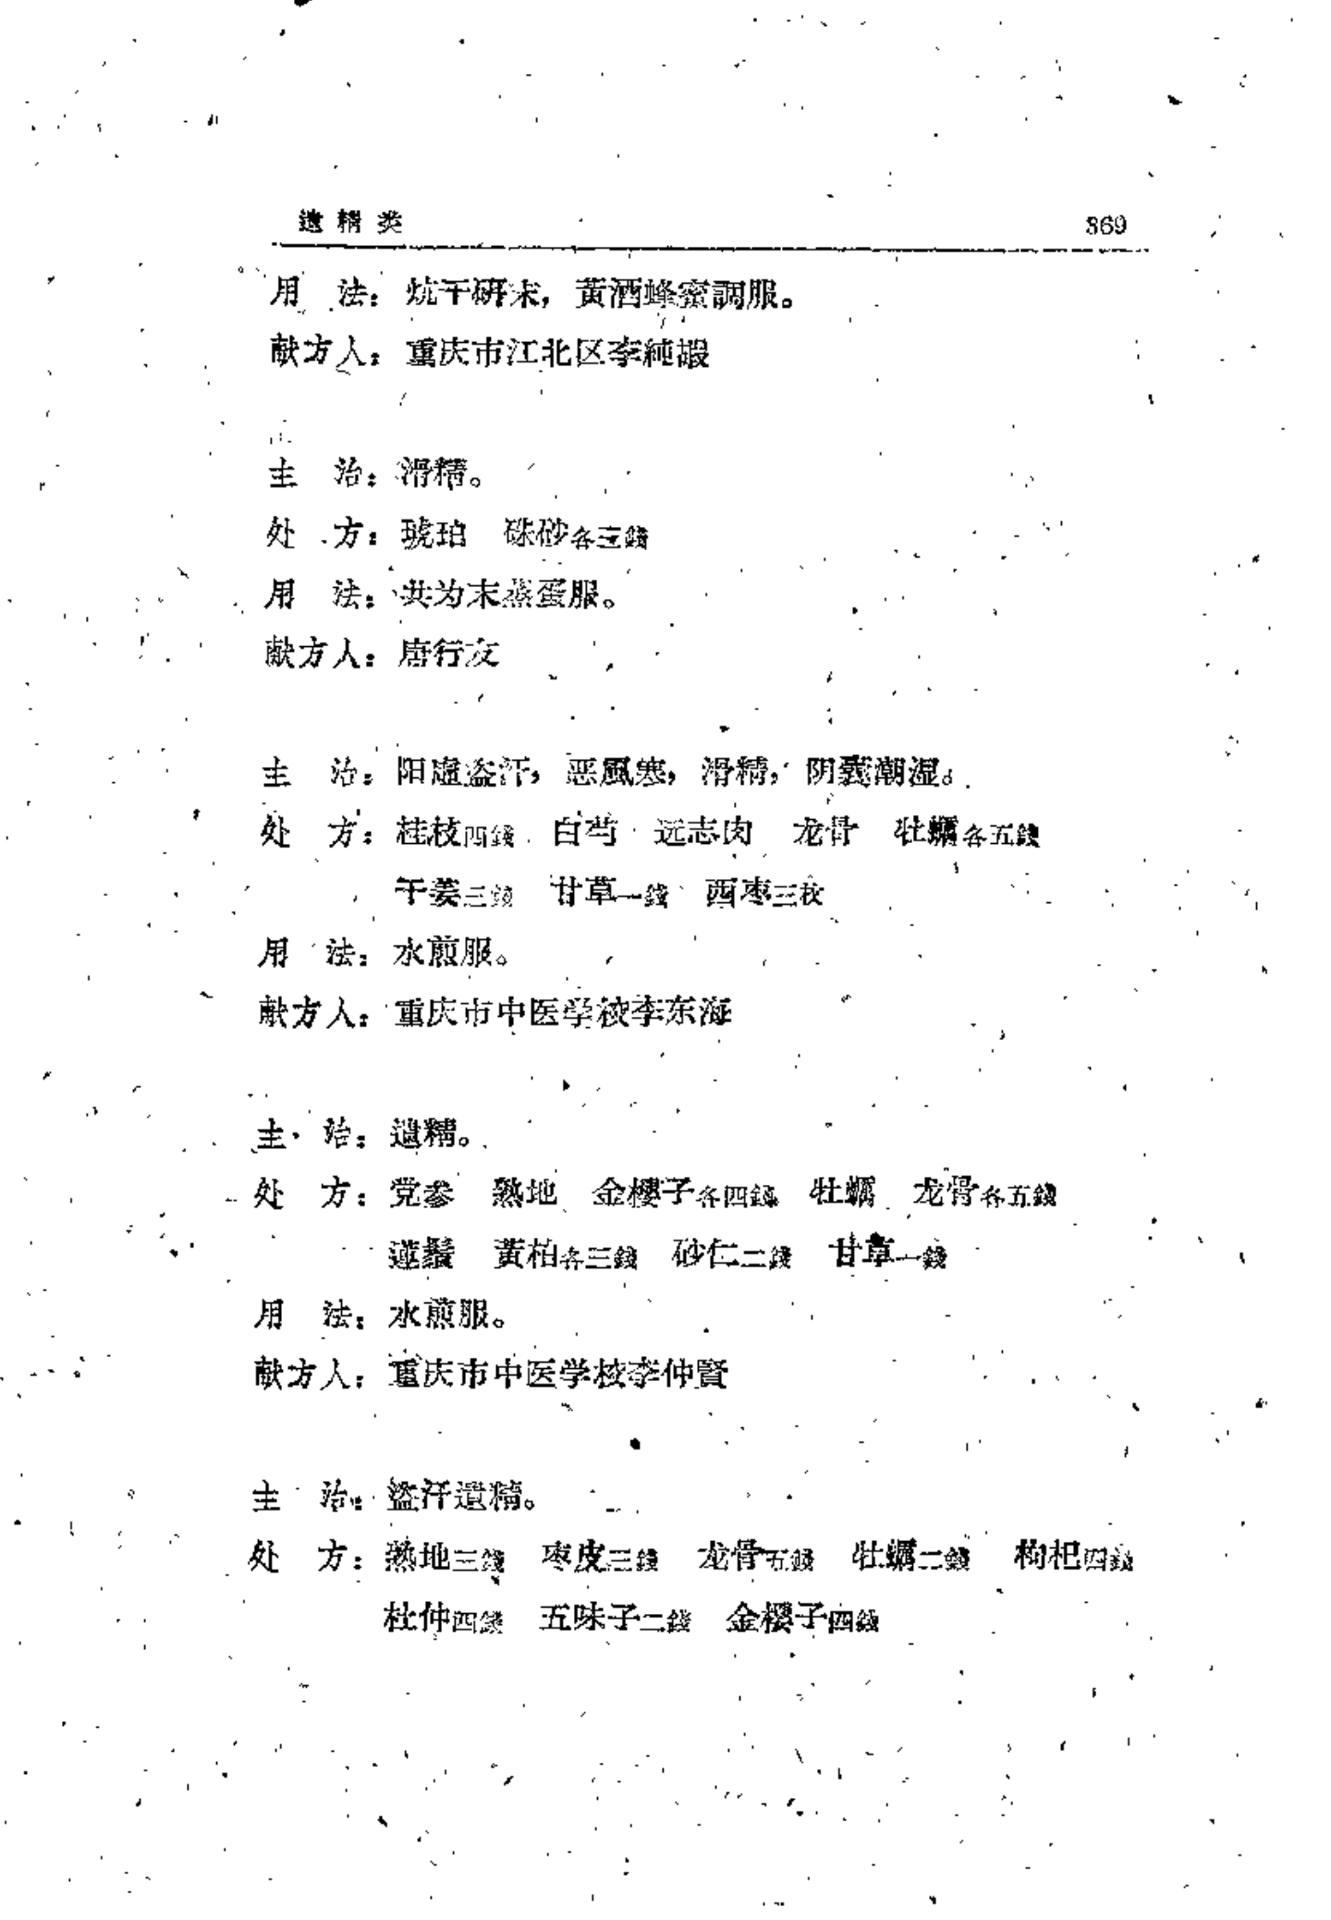 遺精类 369
用　法：炕干研末，黃酒蜂蜜調服。
献方人：重庆市江北区李純嘏
主　治：滑精。
处　方：琥珀　硃砂各三錢
用　法：共为末蒸蛋服。
献方人：唐行友
主　治：阳虛盗汗，恶風寒，滑精，阴囊潮湿。
处　方：桂枝四錢　白芍　远志肉　龙骨　牡蠣各五錢
干姜三錢　甘草一錢　酉枣三枚
用　法：水煎服。
献方人：重庆市中医学校李东海
主　治：遺精。
处　方：党参　熟地　金櫻子各四錢　牡蠣　龙骨各五錢
蓮鬚　黃柏各三錢　砂仁二錢　甘草一錢
用　法：水煎服。
献方人：重庆市中医学校李仲賢
主　治：盜汗遺精。
处　方：熟地三錢　枣皮三錢　龙骨五錢　牡蠣二錢　枸杞四錢
杜仲四錢　五味子二錢　金櫻子四錢